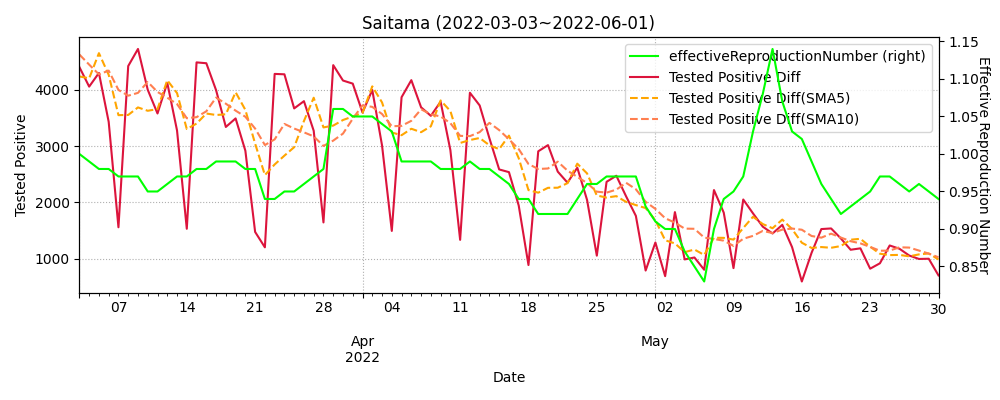 Saitama (2022-03-03~2022-06-01)
effectiveReproductionNumber (right)
Tested Positive Diff
Tested Positive Diff(SMA5)
Tested Positive Diff(SMA10)
Tested Positive
4000
3000
2000
1000
Effective Reproduction Number
1.15
1.10
1.05
1.00
0.95
0.90
0.85
07 14 21 28 04 11 18 25 02 09 16 23 30
Apr May
2022
Date